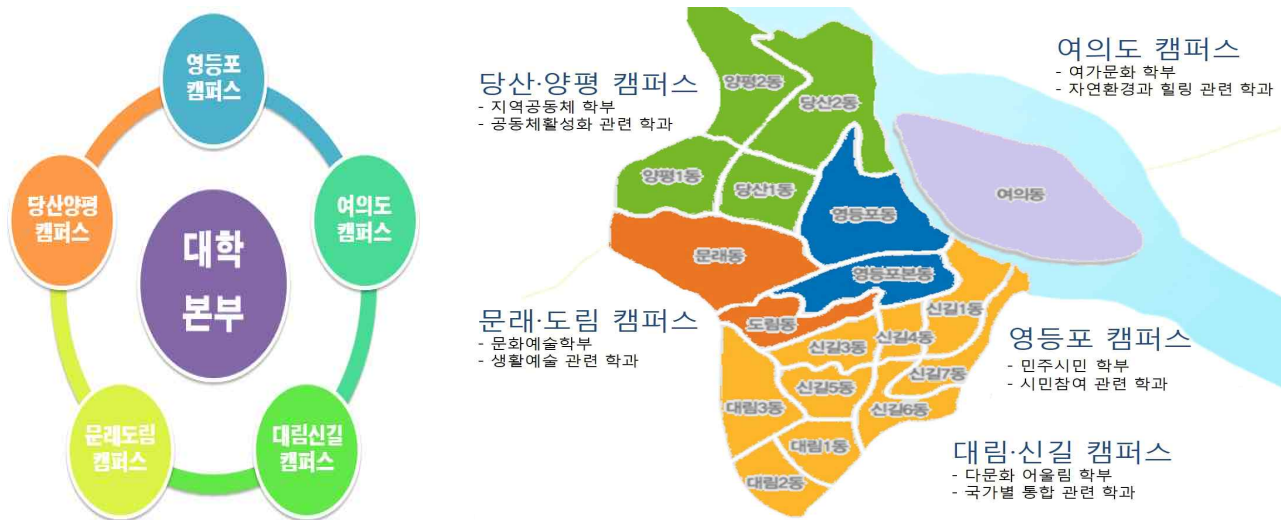 영등포
캠퍼스
당산양평
캠퍼스
여의도
캠퍼스
대학
본부
문래도림
캠퍼스
대림신길
캠퍼스
당산·양평 캠퍼스
- 지역공동체 학부
- 공동체활성화 관련 학과
여의도 캠퍼스
- 여가문화 학부
- 자연환경과 힐링 관련 학과
양평2동
당산2동
양평1동
당산1동
영등포동
여의동
문래동
영등포본동
도림동
신길1동
신길4동
신길3동
신길7동
신길5동
신길6동
대림3동
대림1동
대림2동
문래·도림 캠퍼스
- 문화예술학부
- 생활예술 관련 학과
영등포 캠퍼스
- 민주시민 학부
- 시민참여 관련 학과
대림·신길 캠퍼스
- 다문화 어울림 학부
- 국가별 통합 관련 학과